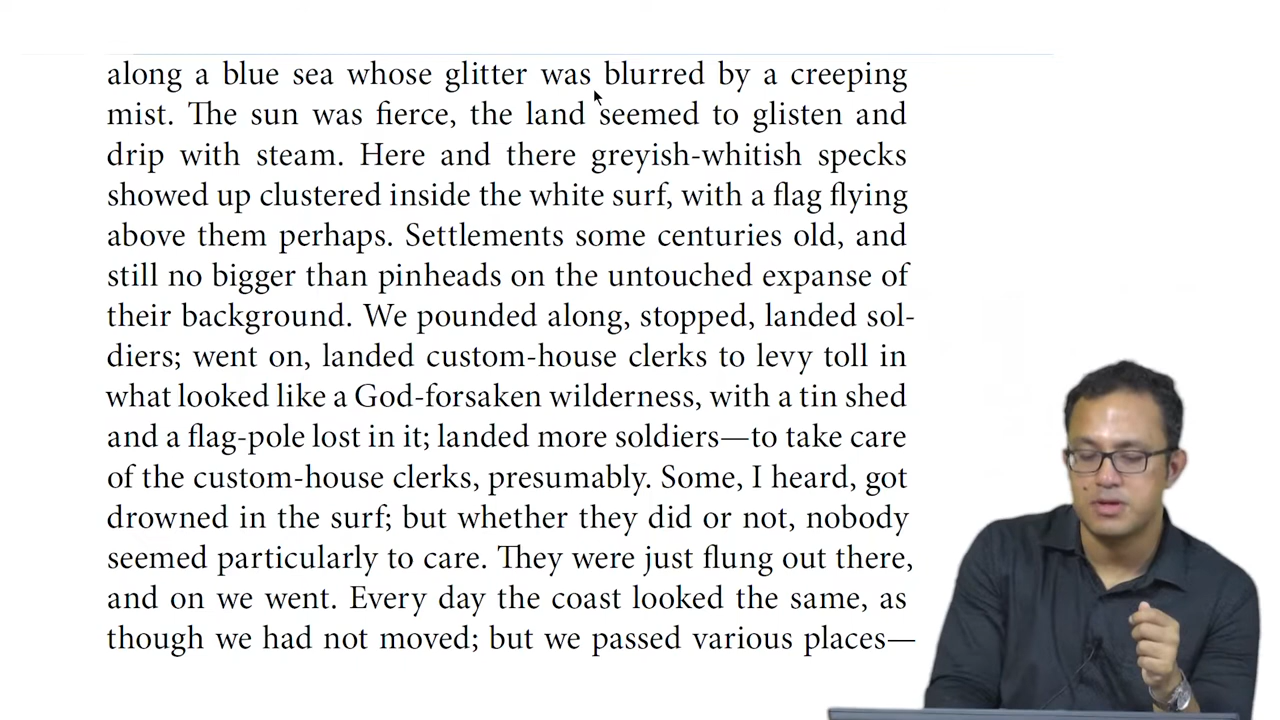 along a blue sea whose glitter was blurred by a creeping
mist. The sun was fierce, the land seemed to glisten and
drip with steam. Here and there greyish-whitish specks
showed up clustered inside the white surf, with a flag flying
above them perhaps. Settlements some centuries old, and
still no bigger than pinheads on the untouched expanse of
their background. We pounded along, stopped, landed sol-
diers; went on, landed custom-house clerks to levy toll in
what looked like a God-forsaken wilderness, with a tin shed
and a flag-pole lost in it; landed more soldiers—to take care
of the custom-house clerks, presumably. Some, I heard, got
drowned in the surf; but whether they did or not, nobody
seemed particularly to care. They were just flung out there,
and on we went. Every day the coast looked the same, as
though we had not moved; but we passed various places—